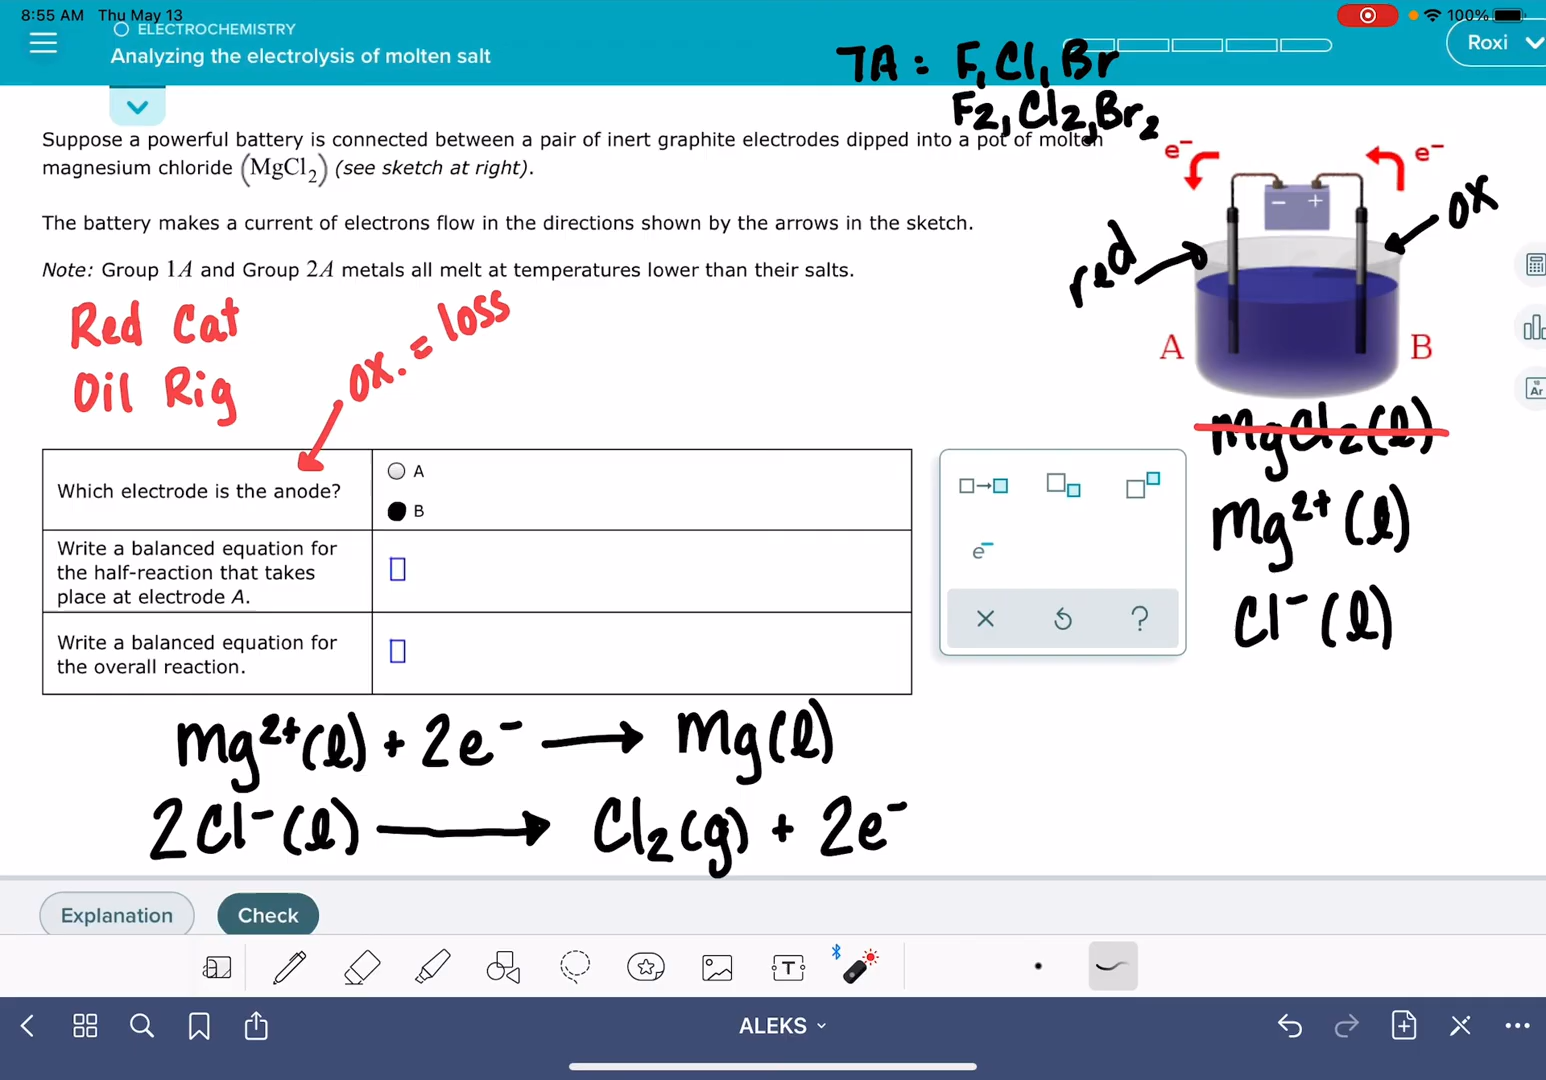 8:55 AM Thu May 13
100%
ELECTROCHEMISTRY
Analyzing the electrolysis of molten salt
Roxi
7A : F, Cl, Br
F2, Cl2, Br2
Suppose a powerful battery is connected between a pair of inert graphite electrodes dipped into a pot of molten
magnesium chloride (MgCl₂) (see sketch at right).
The battery makes a current of electrons flow in the directions shown by the arrows in the sketch.
Note: Group 1A and Group 2A metals all melt at temperatures lower than their salts.
e⁻
e⁻
− +
ox
red
A
B
Ar
Red Cat
Oil Rig
ox. = loss
MgCl2(l)
Mg²⁺(l)
Cl⁻(l)
Which electrode is the anode?
A
B
Write a balanced equation for
the half-reaction that takes
place at electrode A.
Write a balanced equation for
the overall reaction.
□→□
e⁻
?
Mg²⁺(l) + 2e⁻ → Mg(l)
2Cl⁻(l) → Cl2(g) + 2e⁻
Explanation
Check
T
ALEKS